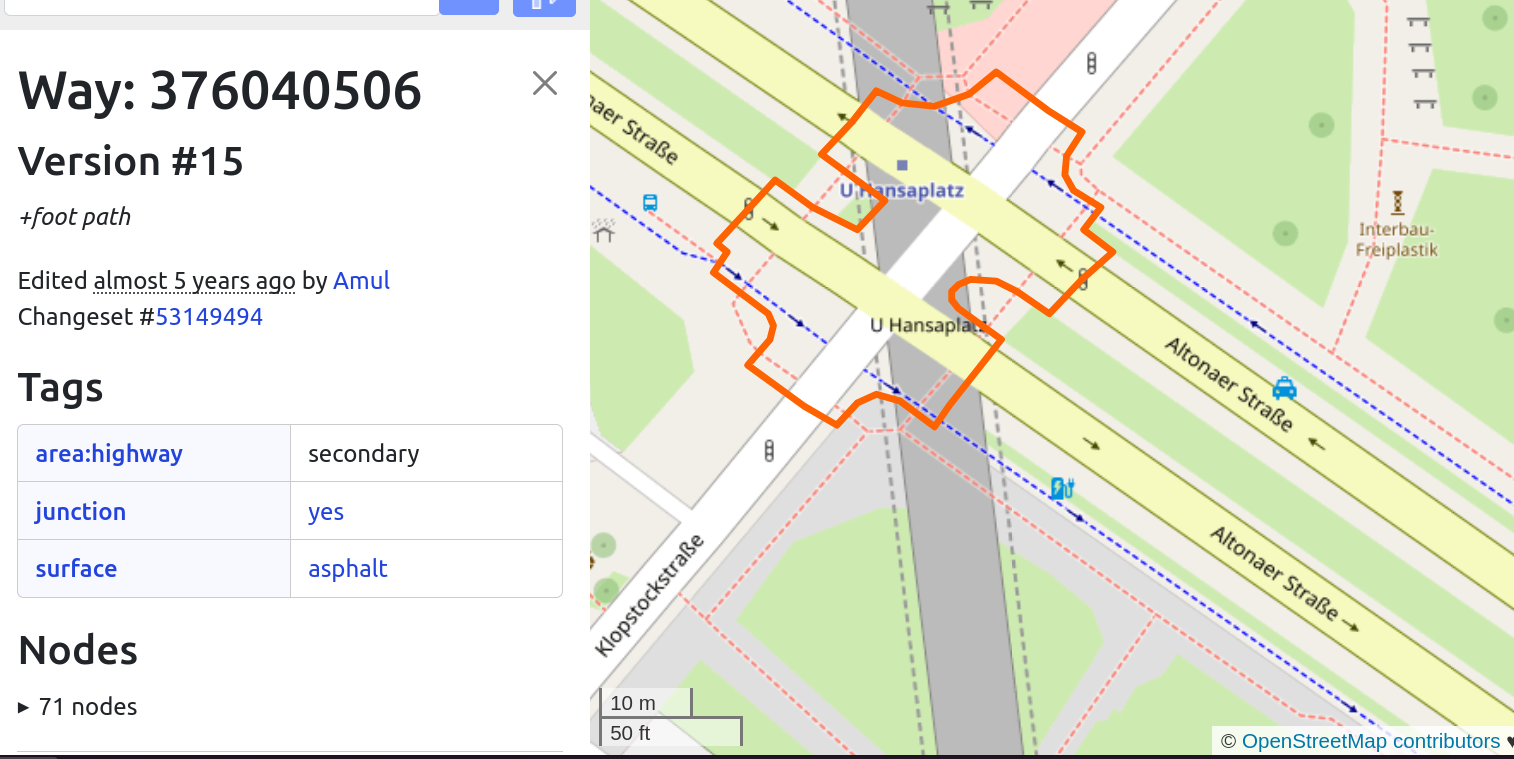 Way: 376040506
Version #15
+foot path
Edited almost 5 years ago by Amul
Changeset #53149494
Tags
area:highway secondary
junction yes
surface asphalt
Nodes
▸ 71 nodes
naer Straße
U Hansaplatz
Interbau-
Freiplastik
U Hansaplatz
Altonaer Straße
Altonaer Straße
Klopstockstraße
10 m
50 ft
© OpenStreetMap contributors ♥